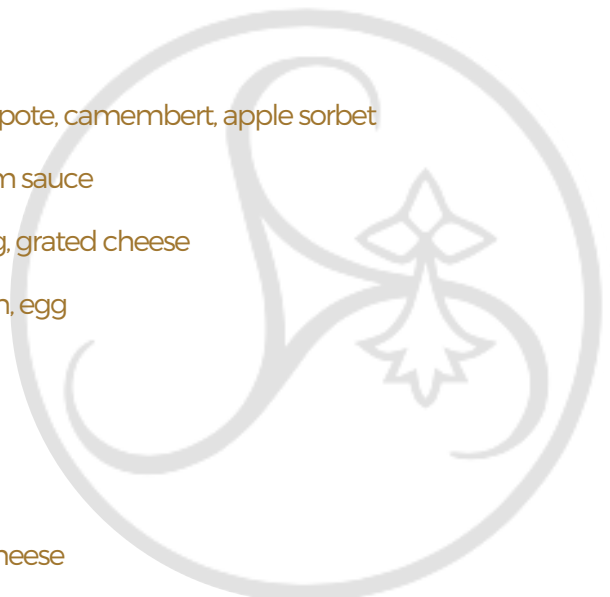 pote, camembert, apple sorbet
m sauce
g, grated cheese
n, egg
heese